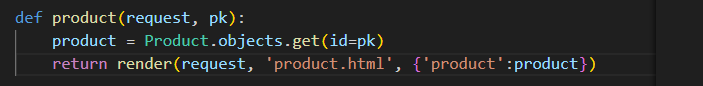 def product(request, pk):
    product = Product.objects.get(id=pk)
    return render(request, 'product.html', {'product':product})